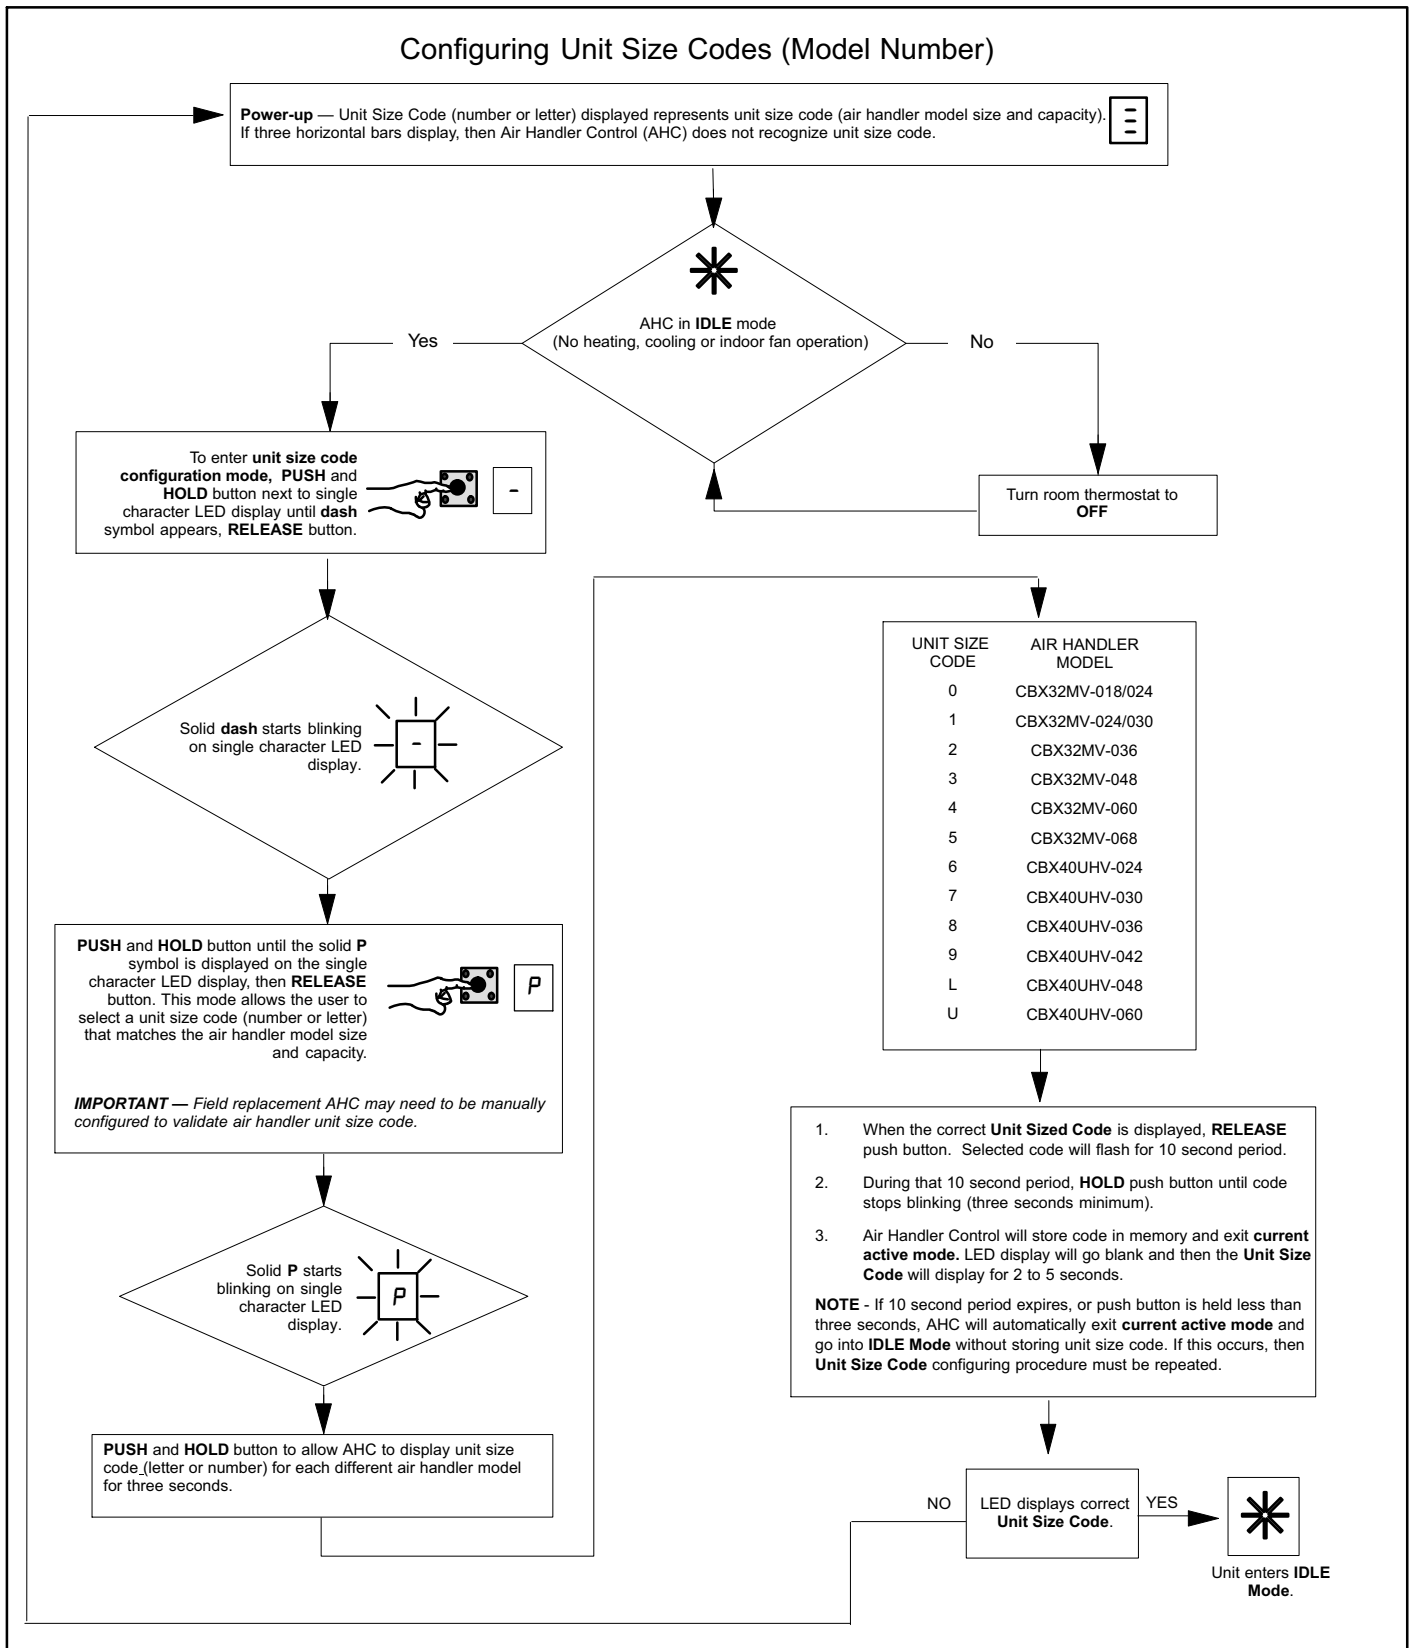 Configuring Unit Size Codes (Model Number)
Power-up — Unit Size Code (number or letter) displayed represents unit size code (air handler model size and capacity).
If three horizontal bars display, then Air Handler Control (AHC) does not recognize unit size code.
AHC in IDLE mode
(No heating, cooling or indoor fan operation)
Yes
No
To enter unit size code
configuration mode, PUSH and
HOLD button next to single
character LED display until dash
symbol appears, RELEASE button.
-
Turn room thermostat to
OFF
Solid dash starts blinking
on single character LED
display.
-
PUSH and HOLD button until the solid P
symbol is displayed on the single
character LED display, then RELEASE
button. This mode allows the user to
select a unit size code (number or letter)
that matches the air handler model size
and capacity.
P
IMPORTANT — Field replacement AHC may need to be manually
configured to validate air handler unit size code.
Solid P starts
blinking on single
character LED
display.
P
PUSH and HOLD button to allow AHC to display unit size
code (letter or number) for each different air handler model
for three seconds.
UNIT SIZE CODE AIR HANDLER MODEL
0 CBX32MV-018/024
1 CBX32MV-024/030
2 CBX32MV-036
3 CBX32MV-048
4 CBX32MV-060
5 CBX32MV-068
6 CBX40UHV-024
7 CBX40UHV-030
8 CBX40UHV-036
9 CBX40UHV-042
L CBX40UHV-048
U CBX40UHV-060
1. When the correct Unit Sized Code is displayed, RELEASE
push button. Selected code will flash for 10 second period.
2. During that 10 second period, HOLD push button until code
stops blinking (three seconds minimum).
3. Air Handler Control will store code in memory and exit current
active mode. LED display will go blank and then the Unit Size
Code will display for 2 to 5 seconds.
NOTE - If 10 second period expires, or push button is held less than
three seconds, AHC will automatically exit current active mode and
go into IDLE Mode without storing unit size code. If this occurs, then
Unit Size Code configuring procedure must be repeated.
NO
LED displays correct
Unit Size Code.
YES
Unit enters IDLE
Mode.